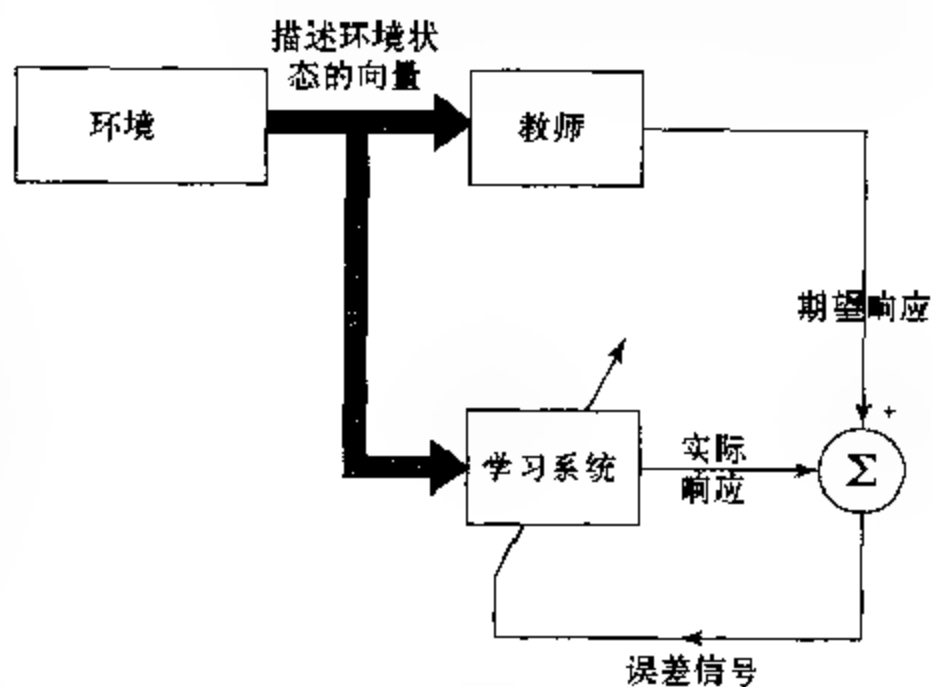 描述环境状
态的向量
环境
教师
期望响应
+
学习系统
实际
响应
Σ
误差信号